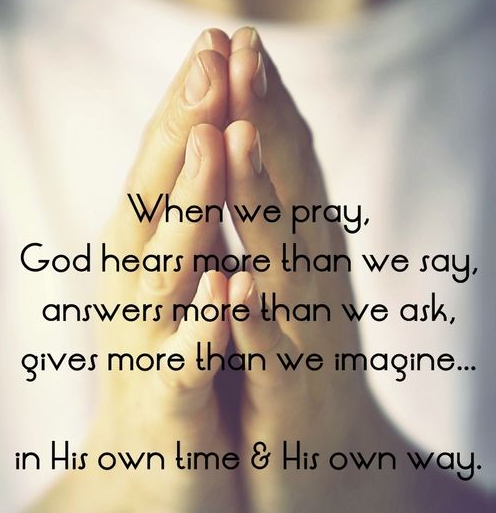 When we pray,
God hears more than we say,
answers more than we ask,
gives more than we imagine...
in His own time & His own way.